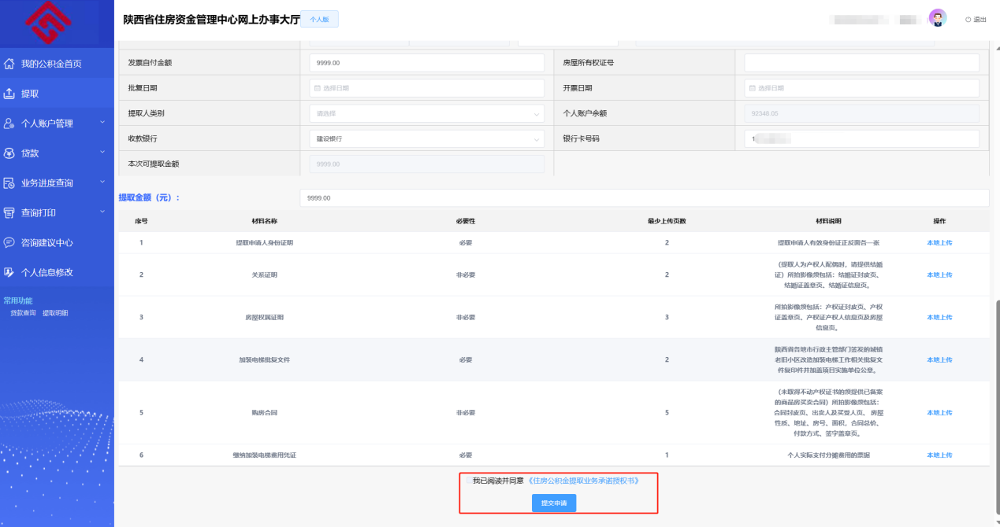 陕西省住房资金管理中心网上办事大厅 个人版
退出
我的公积金首页
提取
个人账户管理
贷款
业务进度查询
查询打印
咨询建议中心
个人信息修改
常用功能
贷款查询 提取明细
发票自付金额 9999.00 房屋所有权证号
批复日期 选择日期 开票日期 选择日期
提取人类别 请选择 个人账户余额 92348.05
收款银行 建设银行 银行卡号码 1
本次可提取金额 9999.00
提取金额（元）： 9999.00
序号 材料名称 必要性 最少上传页数 材料说明 操作
1 提取申请人身份证明 必要 2 提取申请人有效身份证正反面各一张 本地上传
2 关系证明 非必要 2 （提取人为产权人配偶时，请提供结婚
证）所拍影像须包括：结婚证封皮页、
结婚证盖章页、结婚证信息页。 本地上传
3 房屋权属证明 非必要 3 所拍影像须包括：产权证封皮页、产权
证盖章页、产权证产权人信息页及房屋
信息页。 本地上传
4 加装电梯批复文件 必要 2 陕西省各地市行政主管部门签发的城镇
老旧小区改造加装电梯工作相关批复文
件复印件并加盖项目实施单位公章。 本地上传
5 购房合同 非必要 5 （未取得不动产权证书的须提供已备案
的商品房买卖合同）所拍影像须包括：
合同封皮页、出卖人及买受人页、房屋
性质、地址、房号、面积，合同总价、
付款方式、签字盖章页。 本地上传
6 缴纳加装电梯费用凭证 必要 1 个人实际支付分摊费用的票据 本地上传
我已阅读并同意《住房公积金提取业务承诺授权书》
提交申请